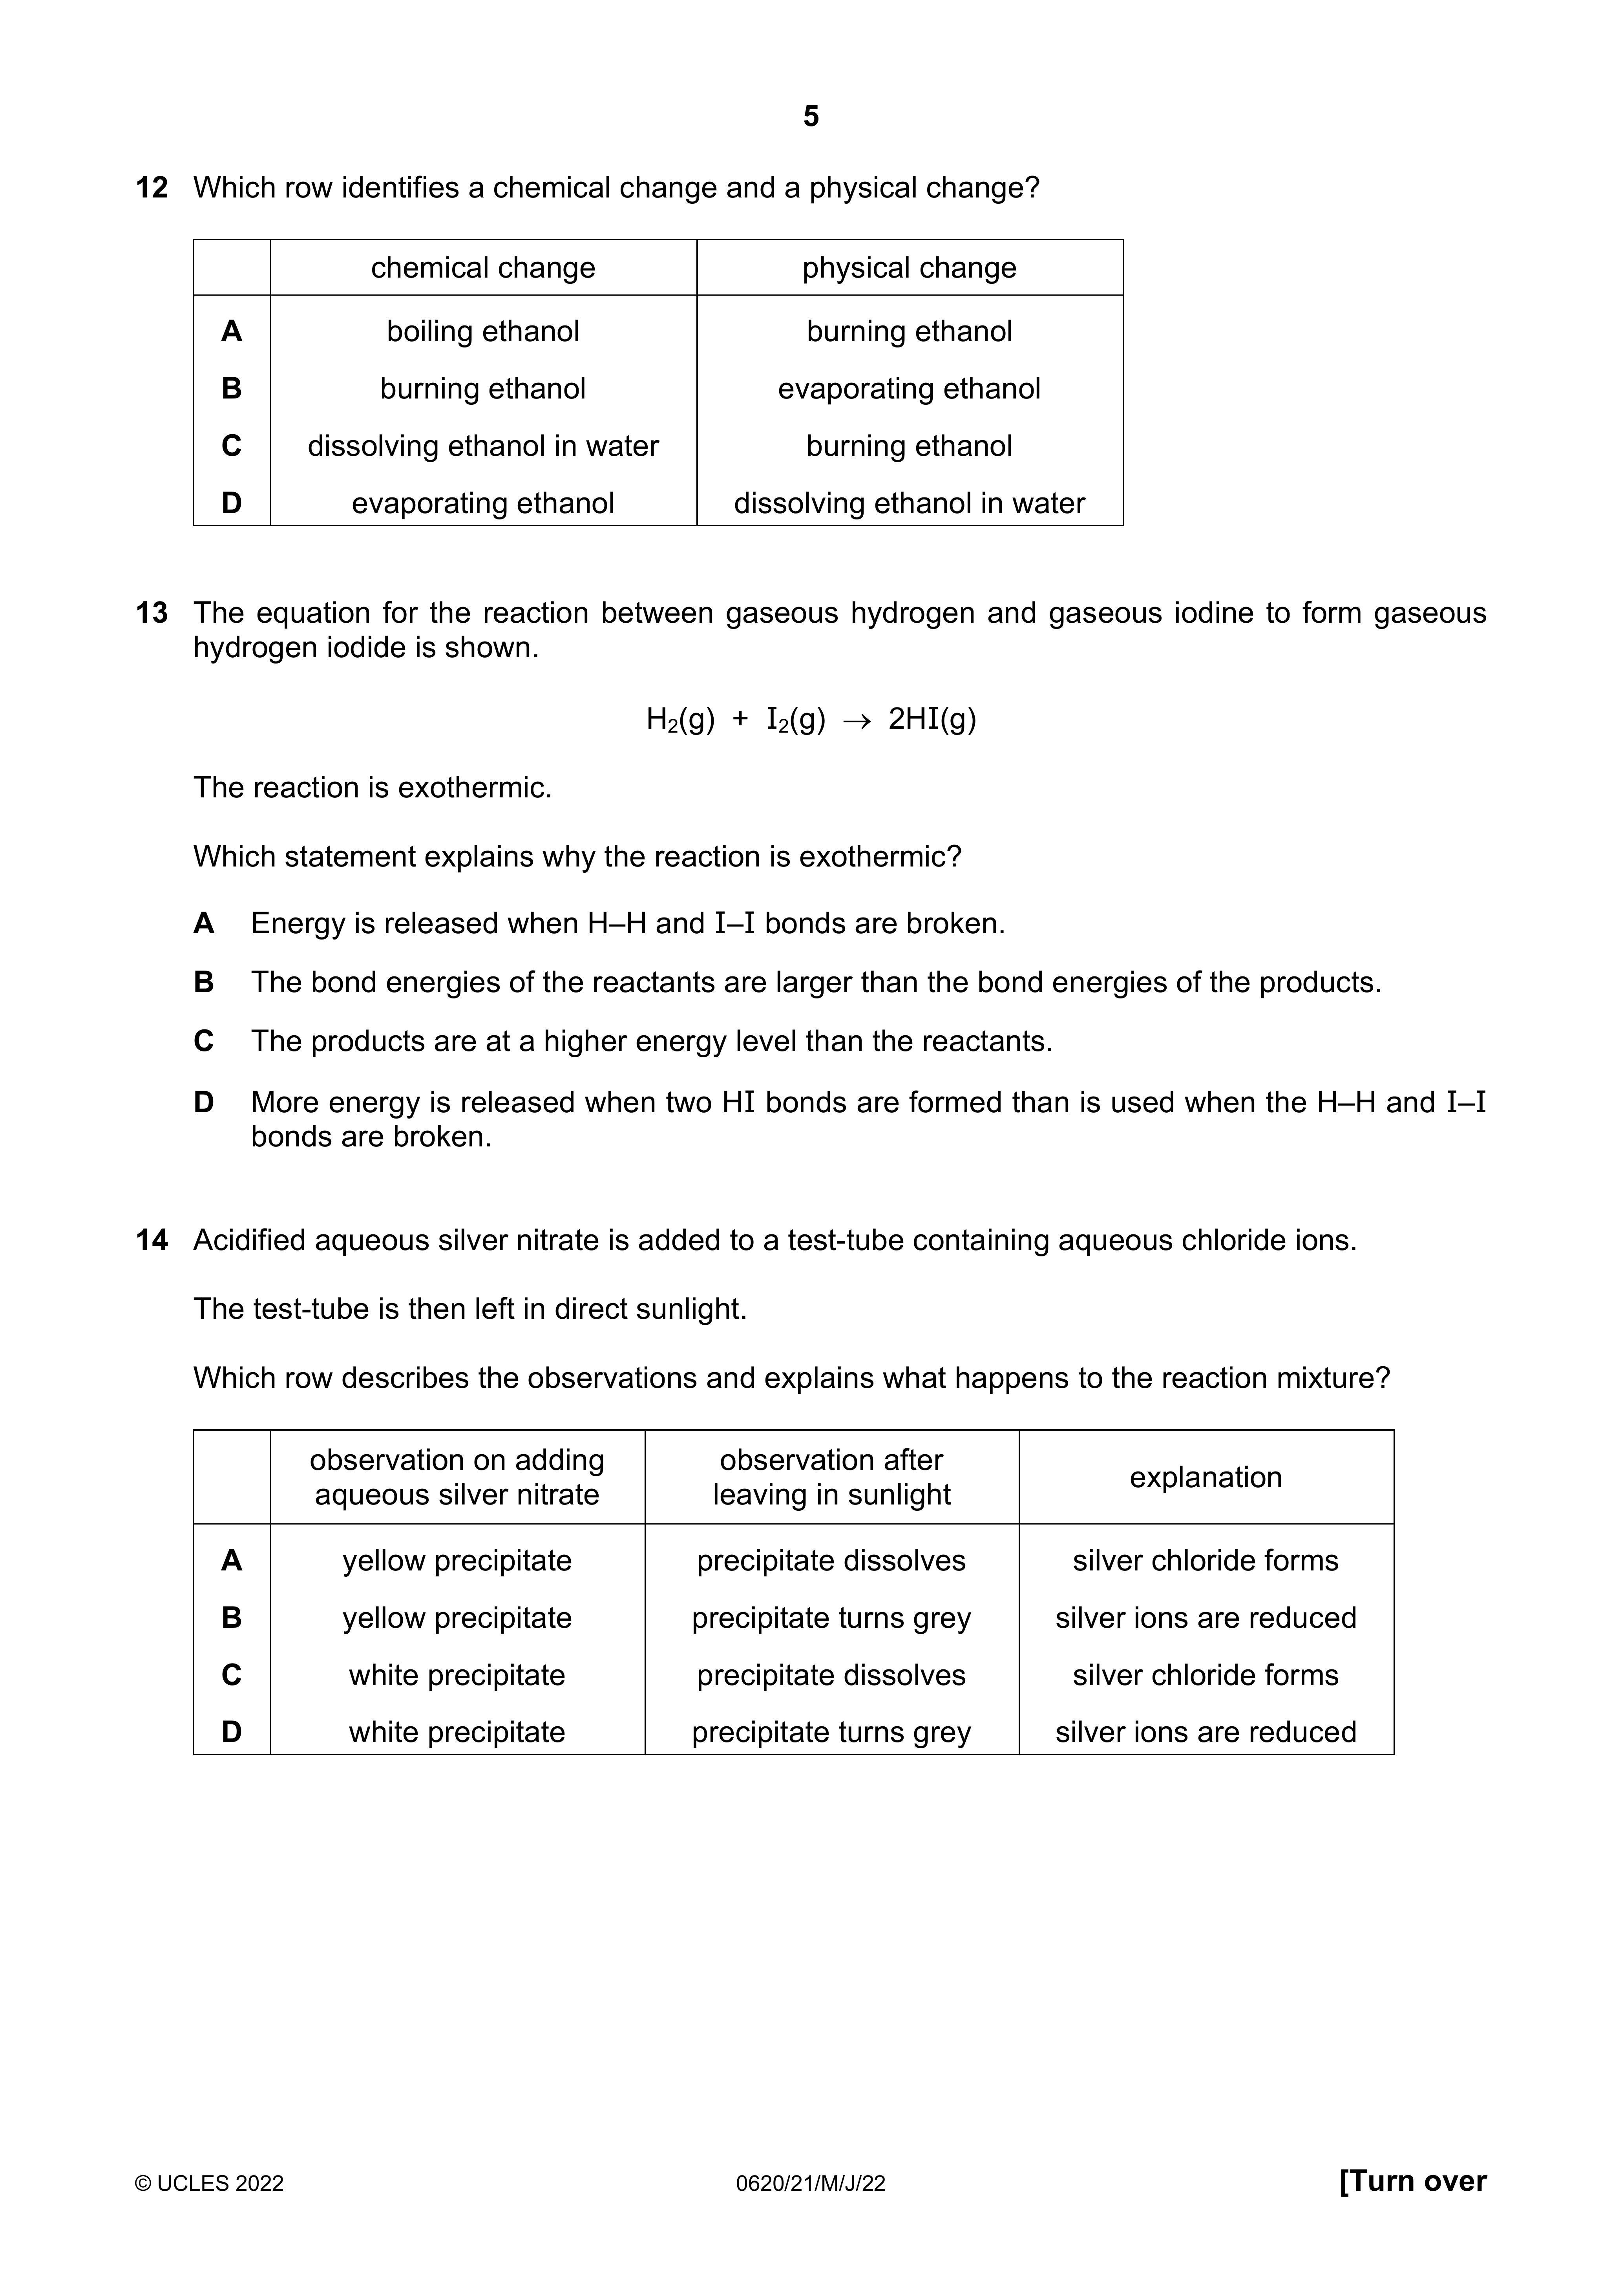 5
12 Which row identifies a chemical change and a physical change?
chemical change physical change
A boiling ethanol burning ethanol
B burning ethanol evaporating ethanol
C dissolving ethanol in water burning ethanol
D evaporating ethanol dissolving ethanol in water
13 The equation for the reaction between gaseous hydrogen and gaseous iodine to form gaseous
hydrogen iodide is shown.
H₂(g) + I₂(g) → 2HI(g)
The reaction is exothermic.
Which statement explains why the reaction is exothermic?
A Energy is released when H–H and I–I bonds are broken.
B The bond energies of the reactants are larger than the bond energies of the products.
C The products are at a higher energy level than the reactants.
D More energy is released when two HI bonds are formed than is used when the H–H and I–I
bonds are broken.
14 Acidified aqueous silver nitrate is added to a test-tube containing aqueous chloride ions.
The test-tube is then left in direct sunlight.
Which row describes the observations and explains what happens to the reaction mixture?
observation on adding observation after
aqueous silver nitrate leaving in sunlight explanation
A yellow precipitate precipitate dissolves silver chloride forms
B yellow precipitate precipitate turns grey silver ions are reduced
C white precipitate precipitate dissolves silver chloride forms
D white precipitate precipitate turns grey silver ions are reduced
© UCLES 2022 0620/21/M/J/22 [Turn over